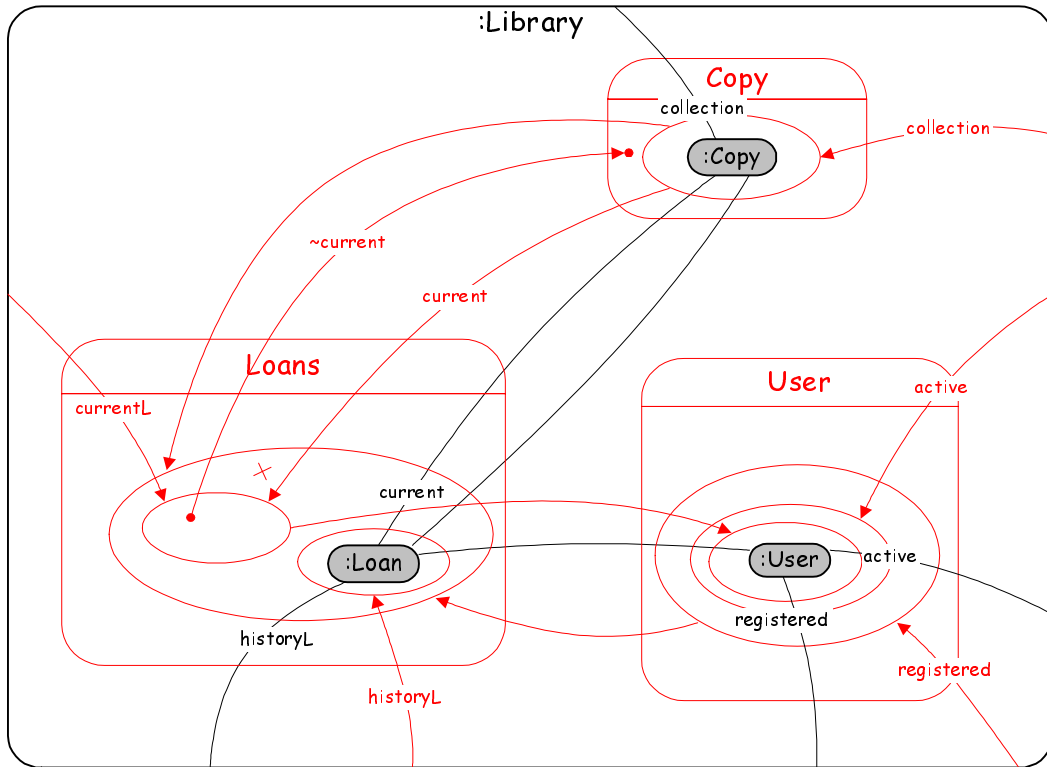 :Library
Copy
collection
collection
:Copy
~current
current
Loans
User
active
currentL
current
:Loan
:User
active
registered
historyL
registered
historyL